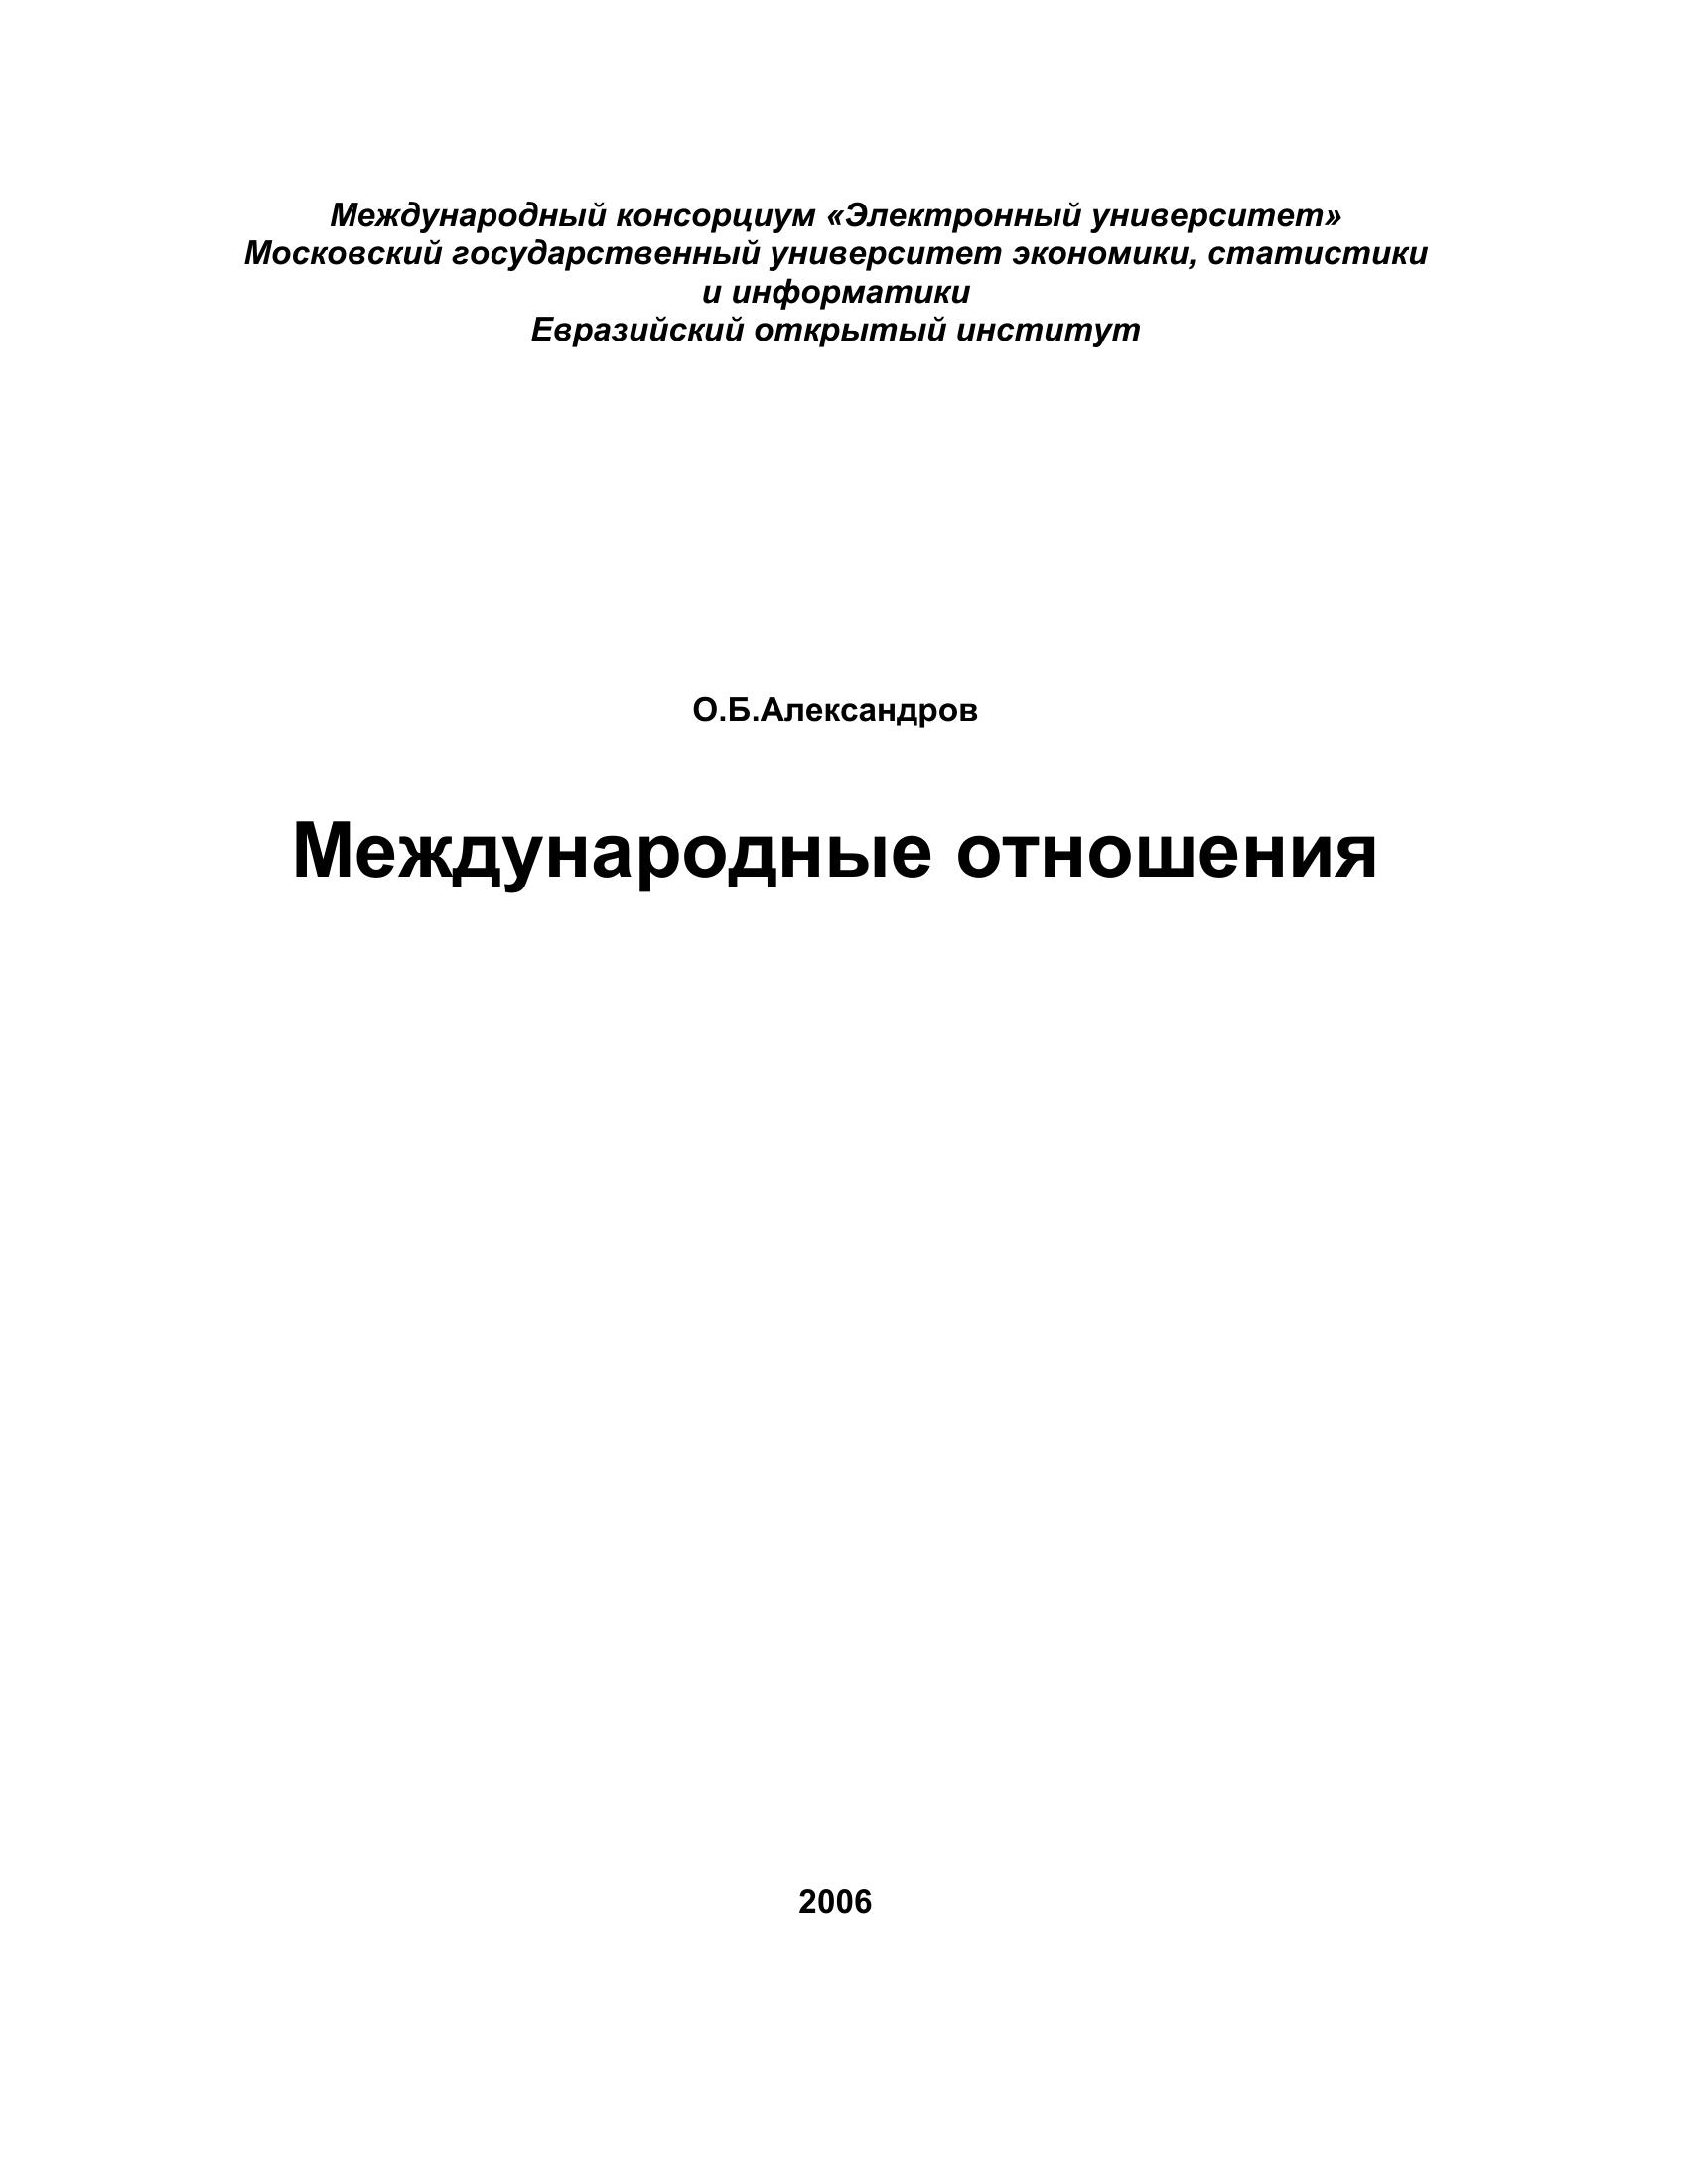 Международный консорциум «Электронный университет»
Московский государственный университет экономики, статистики
и информатики
Евразийский открытый институт
О.Б.Александров
Международные отношения
2006